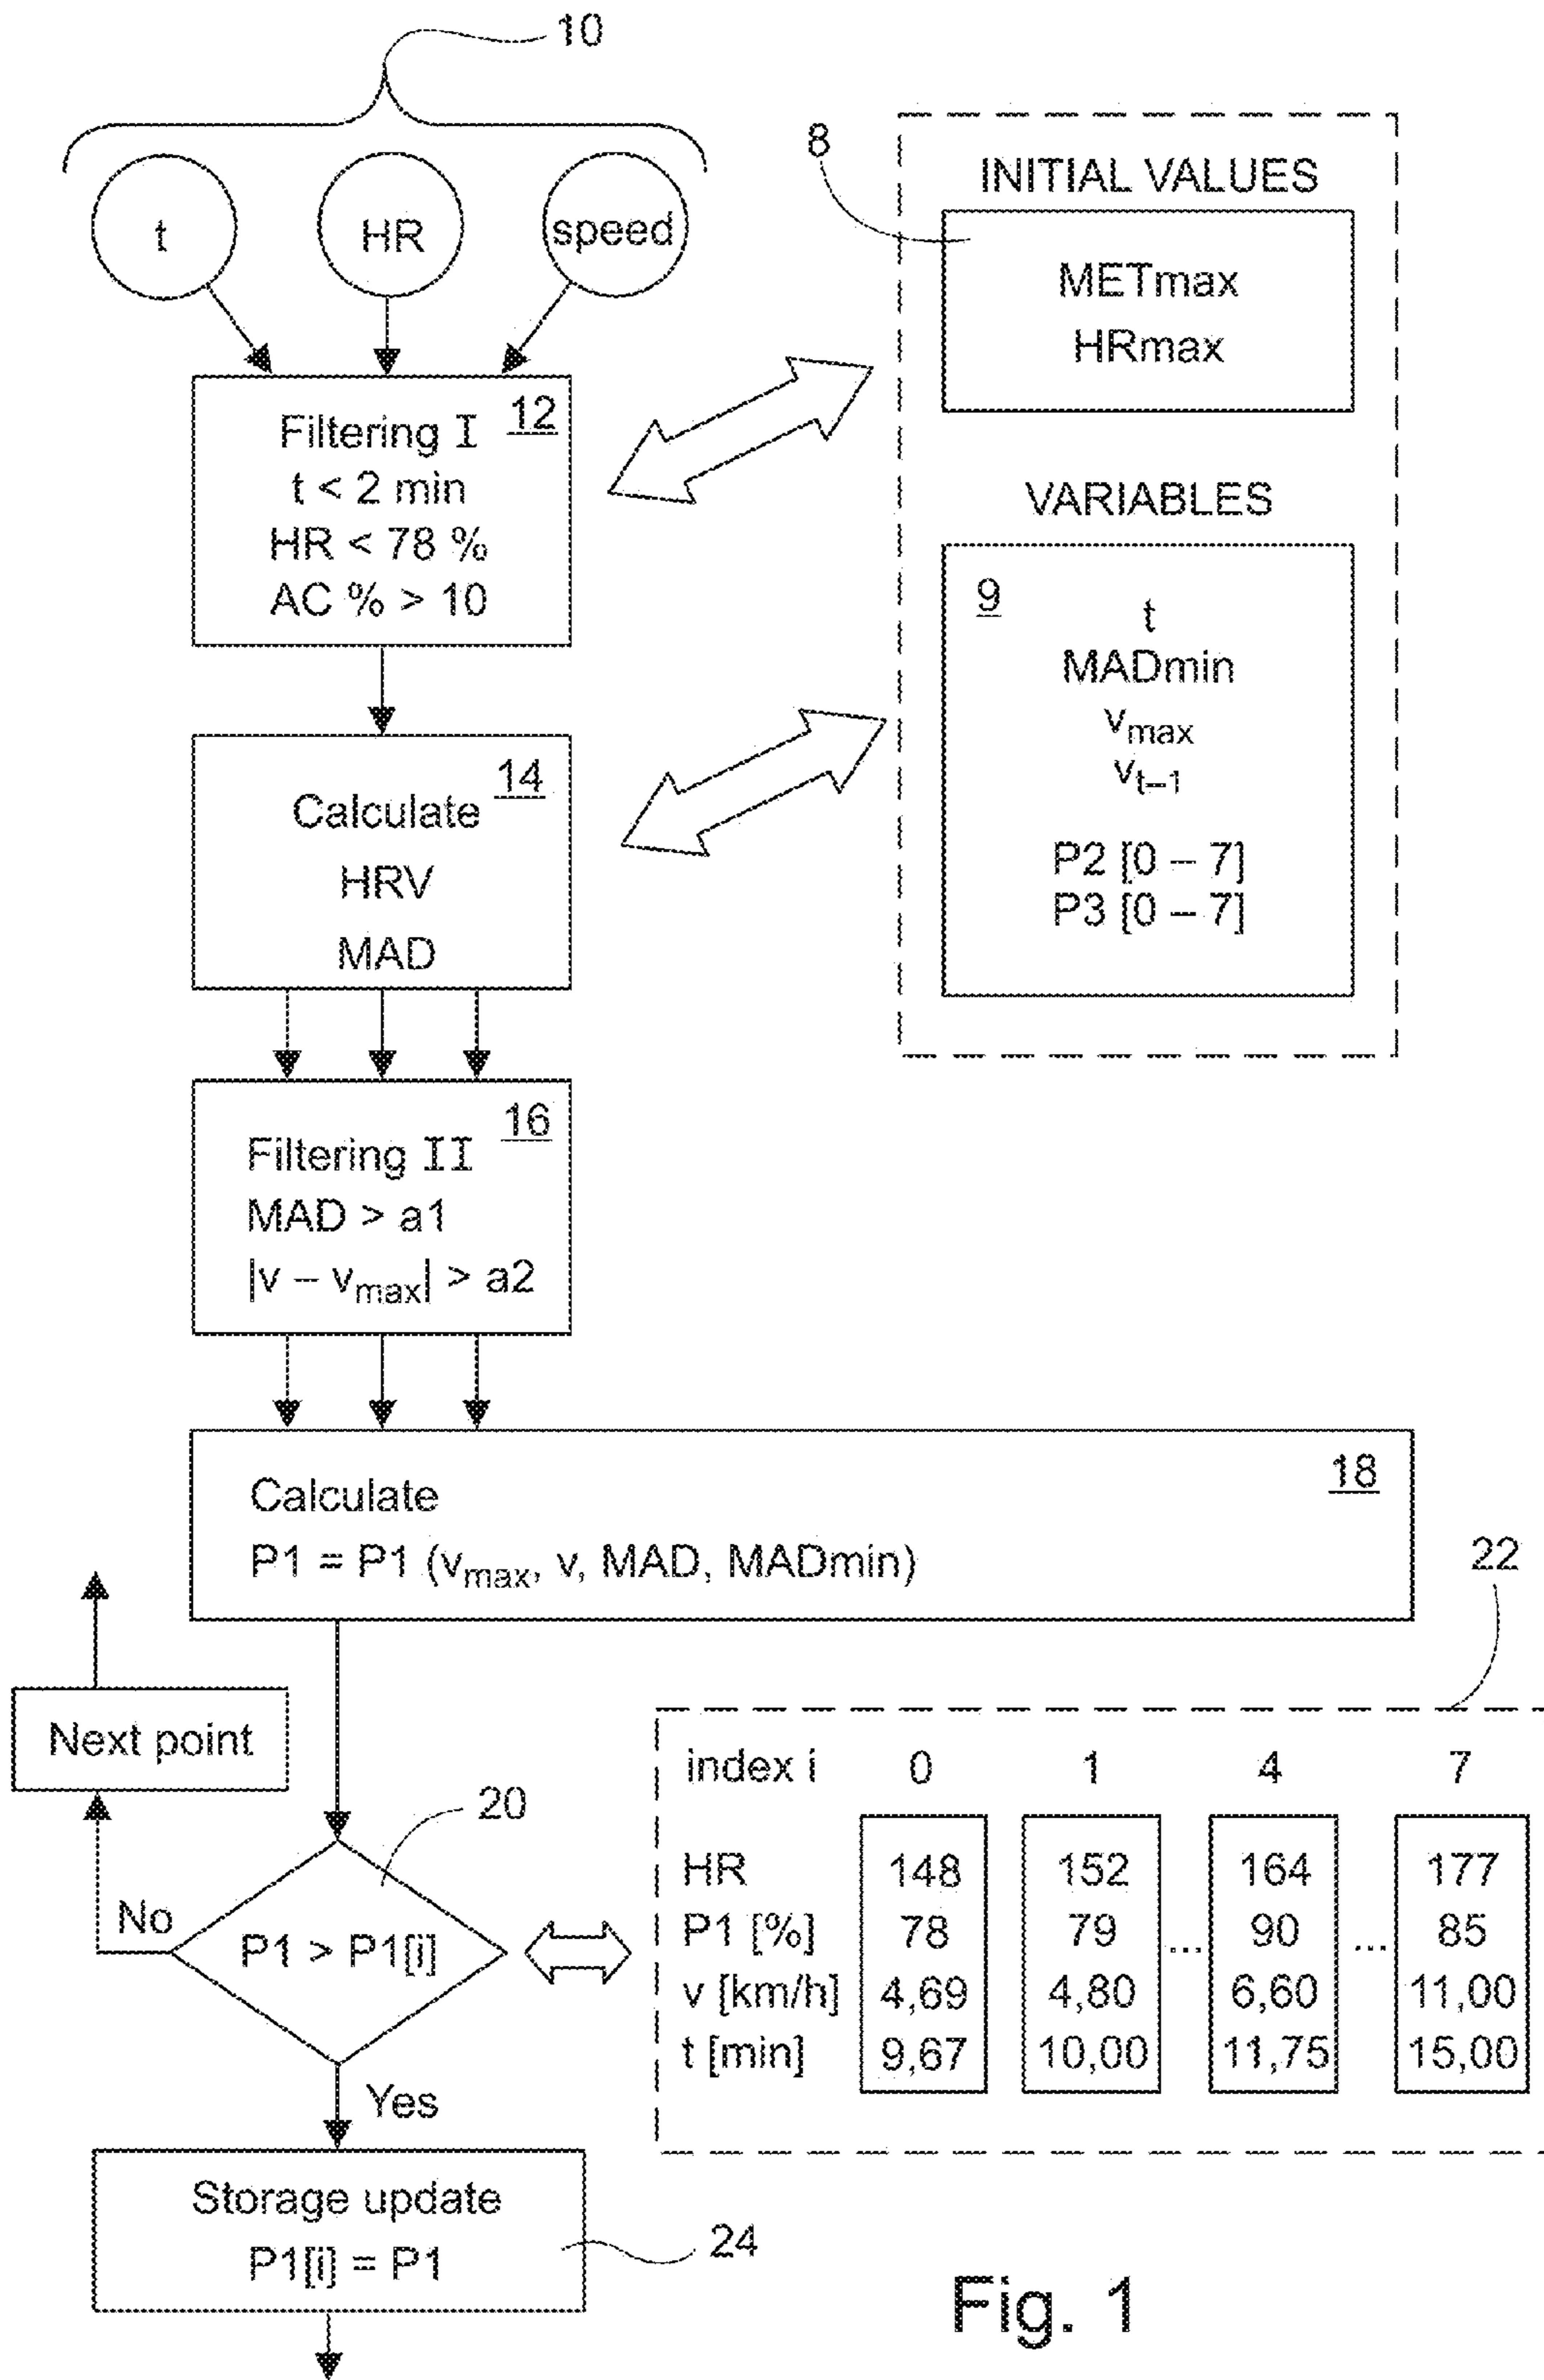 10
t
HR
speed
8
INITIAL VALUES
METmax
HRmax
12
Filtering I
t < 2 min
HR < 78 %
AC % > 10
VARIABLES
9
t
MADmin
vmax
vt–1
P2 [0 – 7]
P3 [0 – 7]
14
Calculate
HRV
MAD
16
Filtering II
MAD > a1
|v – vmax| > a2
18
Calculate
P1 = P1 (vmax, v, MAD, MADmin)
22
Next point
20
No
P1 > P1[i]
Yes
index i 0 1 4 7
HR 148 152 164 177
P1 [%] 78 79 ... 90 ... 85
v [km/h] 4,69 4,80 6,60 11,00
t [min] 9,67 10,00 11,75 15,00
Storage update
P1[i] = P1
24
Fig. 1